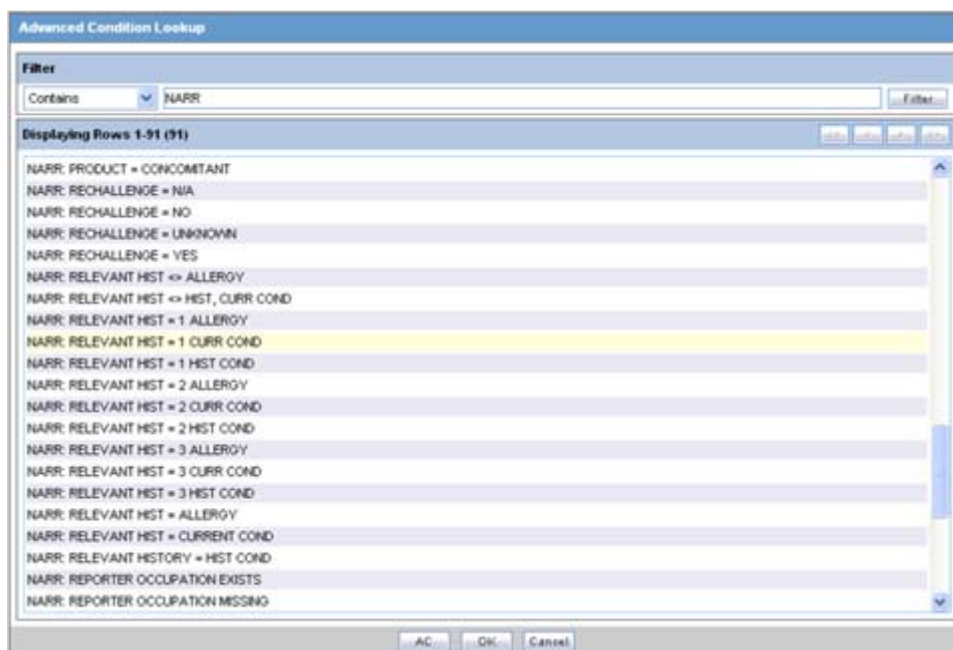 Advanced Condition Lookup
Filter
Contains NARR Filter
Displaying Rows 1-91 (91)
NARR: PRODUCT = CONCOMITANT
NARR: RECHALLENGE = N/A
NARR: RECHALLENGE = NO
NARR: RECHALLENGE = UNKNOWN
NARR: RECHALLENGE = YES
NARR: RELEVANT HIST <> ALLERGY
NARR: RELEVANT HIST <> HIST, CURR COND
NARR: RELEVANT HIST = 1 ALLERGY
NARR: RELEVANT HIST = 1 CURR COND
NARR: RELEVANT HIST = 1 HIST COND
NARR: RELEVANT HIST = 2 ALLERGY
NARR: RELEVANT HIST = 2 CURR COND
NARR: RELEVANT HIST = 2 HIST COND
NARR: RELEVANT HIST = 3 ALLERGY
NARR: RELEVANT HIST = 3 CURR COND
NARR: RELEVANT HIST = 3 HIST COND
NARR: RELEVANT HIST = ALLERGY
NARR: RELEVANT HIST = CURRENT COND
NARR: RELEVANT HISTORY = HIST COND
NARR: REPORTER OCCUPATION EXISTS
NARR: REPORTER OCCUPATION MISSING
AC OK Cancel